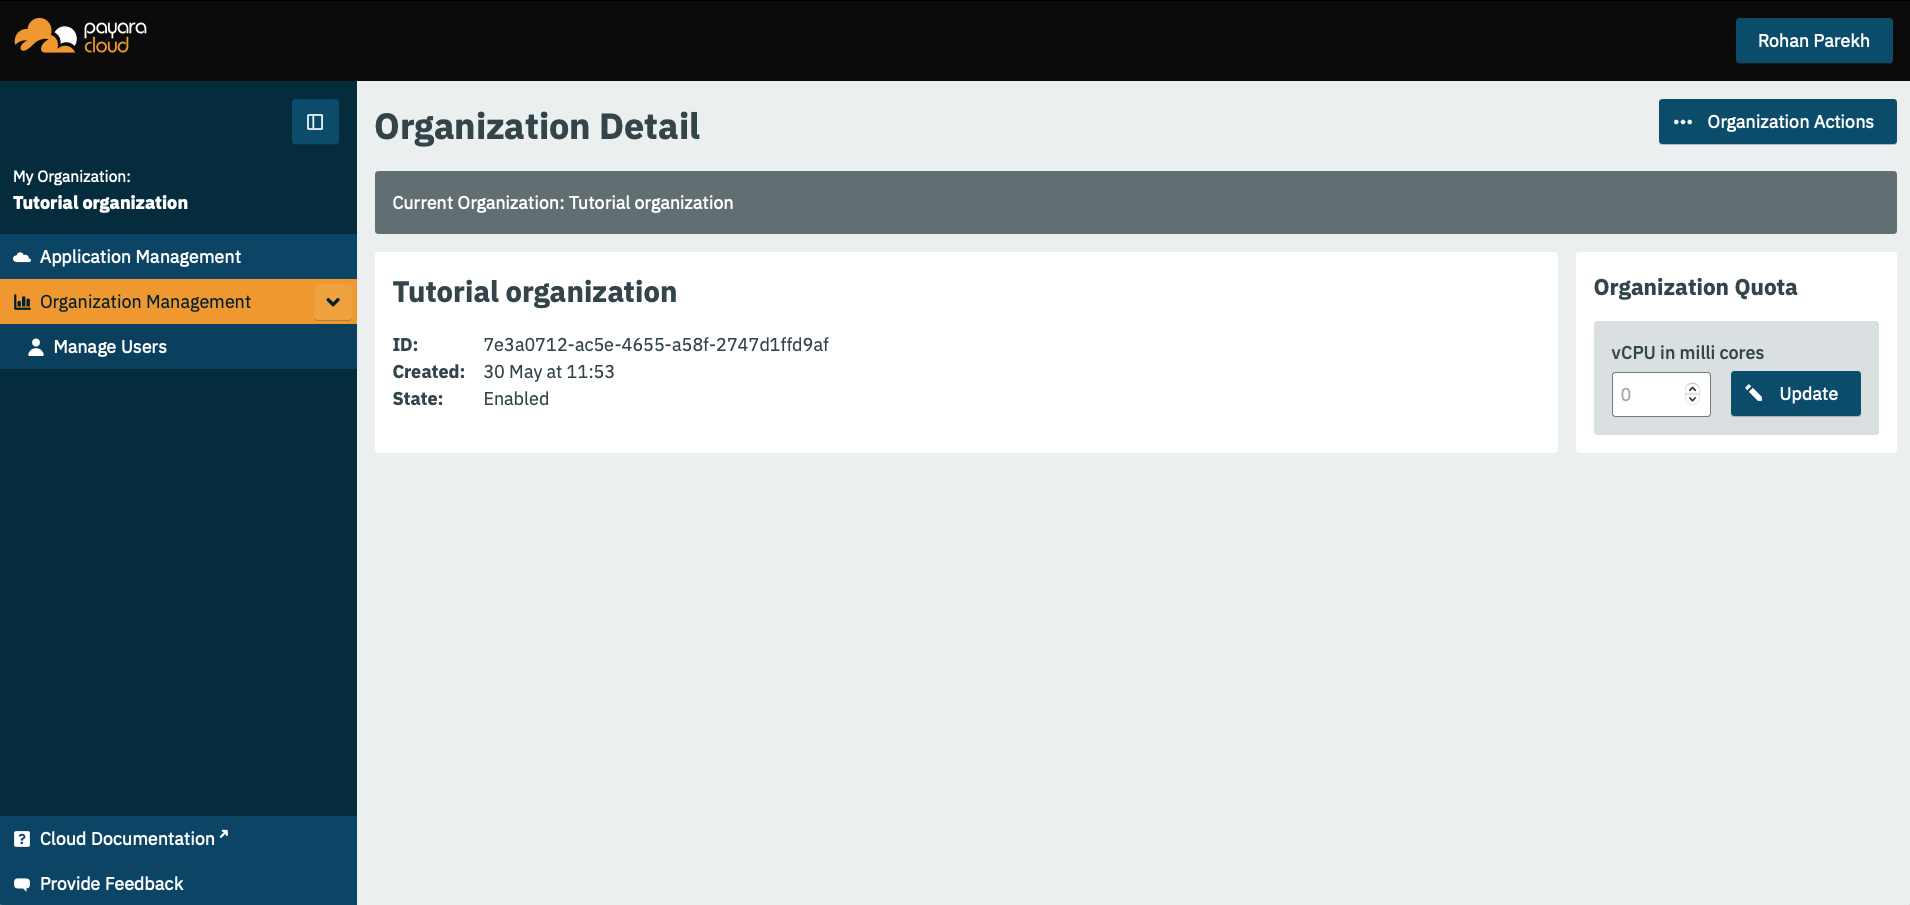 payara
cloud
Rohan Parekh
My Organization:
Tutorial organization
Application Management
Organization Management
Manage Users
Cloud Documentation
Provide Feedback
Organization Detail
Organization Actions
Current Organization: Tutorial organization
Tutorial organization
ID: 7e3a0712-ac5e-4655-a58f-2747d1ffd9af
Created: 30 May at 11:53
State: Enabled
Organization Quota
vCPU in milli cores
0
Update